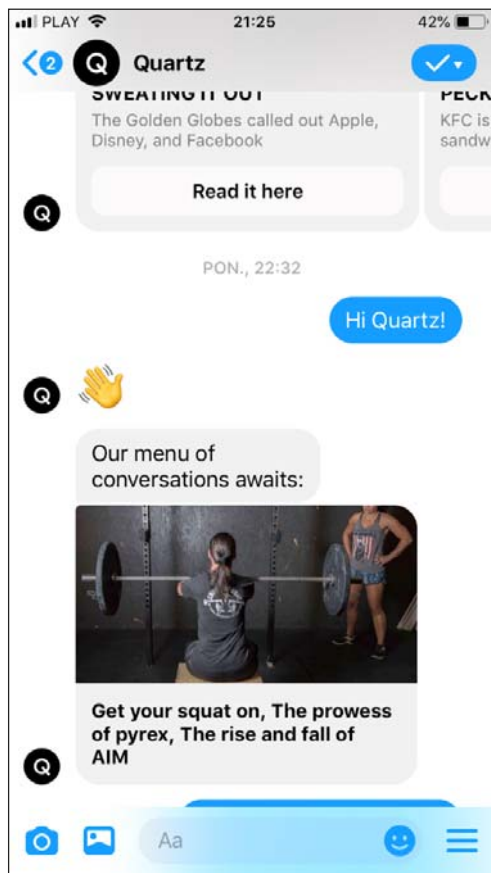 PLAY
21:25
42%
2
Q
Quartz
SWEATING IT OUT
The Golden Globes called out Apple,
Disney, and Facebook
Read it here
PECK
KFC is
sandw
Q
PON., 22:32
Hi Quartz!
Q
Our menu of
conversations awaits:
Get your squat on, The prowess
of pyrex, The rise and fall of
AIM
Q
Aa